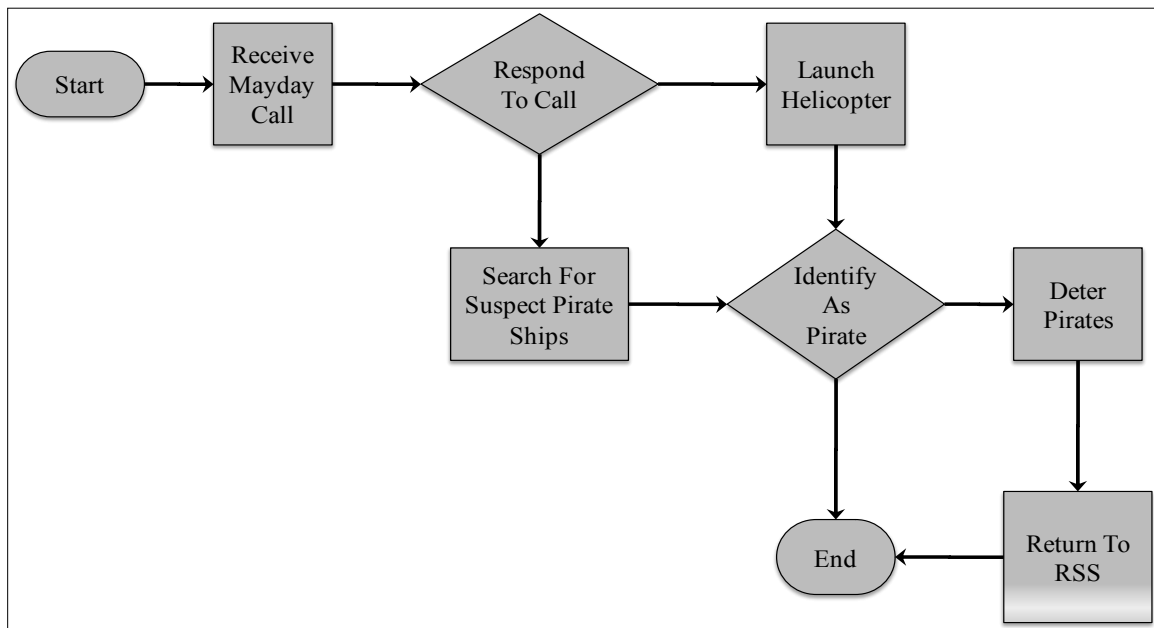 Start
Receive
Mayday
Call
Respond
To Call
Launch
Helicopter
Search For
Suspect Pirate
Ships
Identify
As
Pirate
Deter
Pirates
End
Return To
RSS